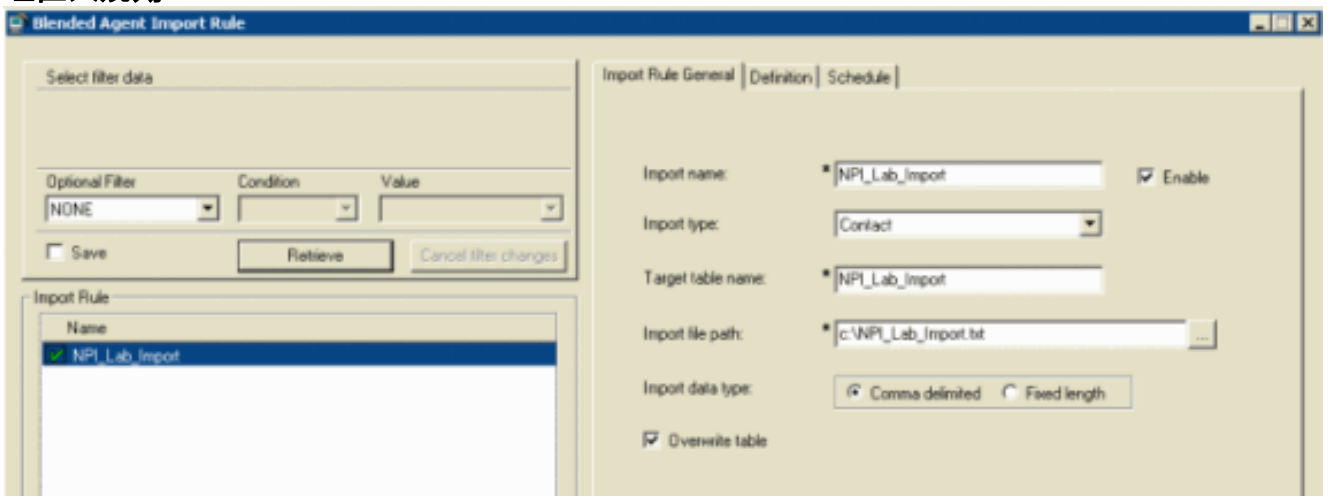 Blended Agent Import Rule
Select filter data
Optional Filter Condition Value
NONE
Save Retrieve Cancel filter changes
Import Rule
Name
NPI_Lab_Import
Import Rule General Definition Schedule
Import name: * NPI_Lab_Import Enable
Import type: Contact
Target table name: * NPI_Lab_Import
Import file path: * c:\NPI_Lab_Import.txt ...
Import data type: Comma delimited Fixed length
Overwrite table